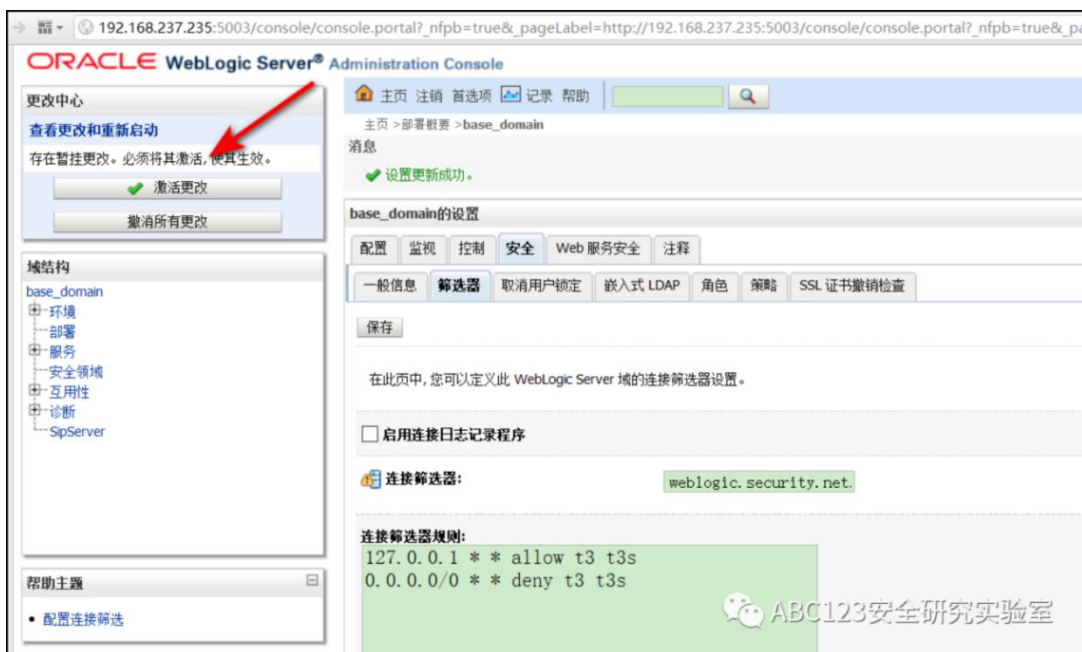 192.168.237.235:5003/console/console.portal?_nfpb=true&_pageLabel=http://192.168.237.235:5003/console/console.portal?_nfpb=true&_pa
ORACLE WebLogic Server® Administration Console
更改中心
查看更改和重新启动
存在暂挂更改。必须将其激活,使其生效。
激活更改
撤消所有更改
域结构
base_domain
环境
部署
服务
安全领域
互用性
诊断
SipServer
帮助主题
配置连接筛选
主页 注销 首选项 记录 帮助
主页 >部署概要 >base_domain
消息
设置更新成功。
base_domain的设置
配置 监视 控制 安全 Web 服务安全 注释
一般信息 筛选器 取消用户锁定 嵌入式 LDAP 角色 策略 SSL 证书撤销检查
保存
在此页中,您可以定义此 WebLogic Server 域的连接筛选器设置。
启用连接日志记录程序
连接筛选器: weblogic.security.net.
连接筛选器规则:
127.0.0.1 * * allow t3 t3s
0.0.0.0/0 * * deny t3 t3s
ABC123安全研究实验室